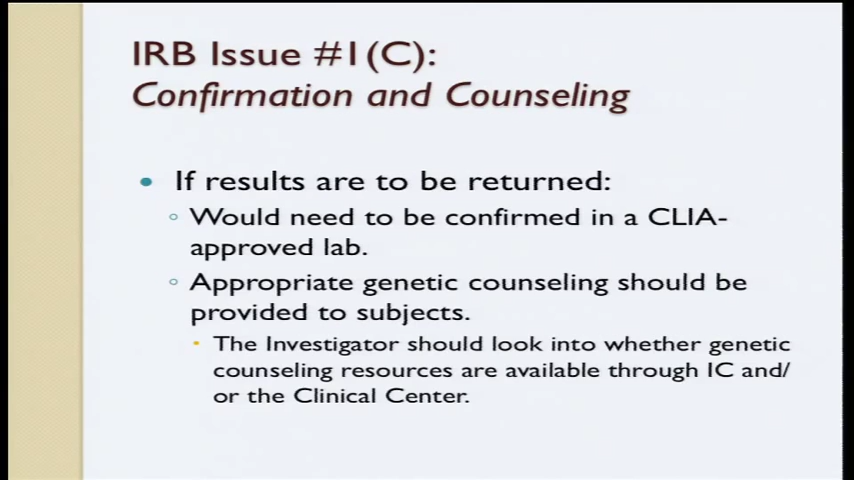 IRB Issue #1(C):
Confirmation and Counseling
• If results are to be returned:
◦ Would need to be confirmed in a CLIA-
approved lab.
◦ Appropriate genetic counseling should be
provided to subjects.
• The Investigator should look into whether genetic
counseling resources are available through IC and/
or the Clinical Center.